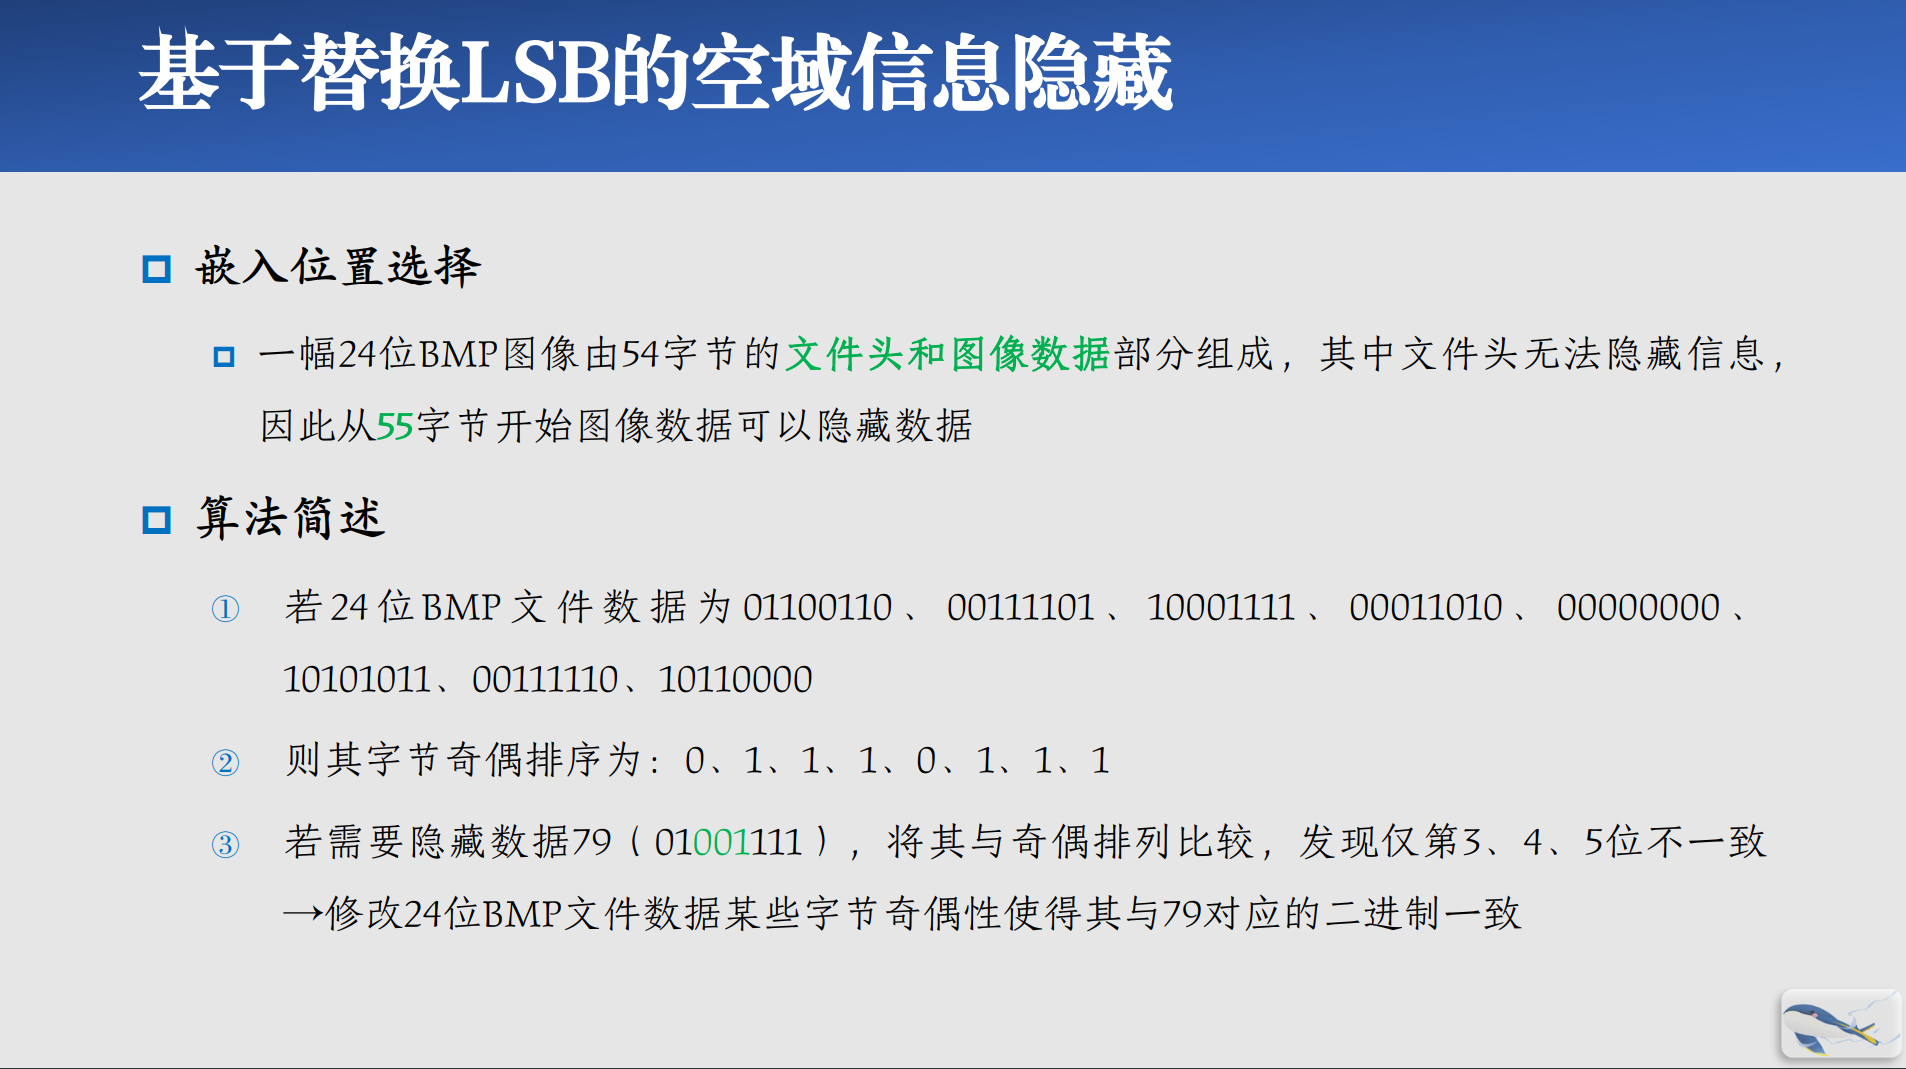 基于替换LSB的空域信息隐藏
嵌入位置选择
一幅24位BMP图像由54字节的文件头和图像数据部分组成，其中文件头无法隐藏信息，
因此从55字节开始图像数据可以隐藏数据
算法简述
① 若24位BMP文件数据为01100110、00111101、10001111、00011010、00000000、
10101011、00111110、10110000
② 则其字节奇偶排序为：0、1、1、1、0、1、1、1
③ 若需要隐藏数据79（01001111），将其与奇偶排列比较，发现仅第3、4、5位不一致
→修改24位BMP文件数据某些字节奇偶性使得其与79对应的二进制一致